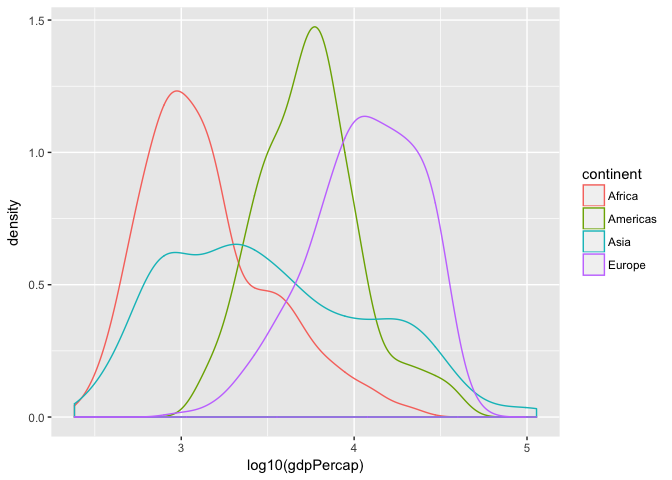 1.5
1.0
0.5
0.0
density
3
4
5
log10(gdpPercap)
continent
Africa
Americas
Asia
Europe